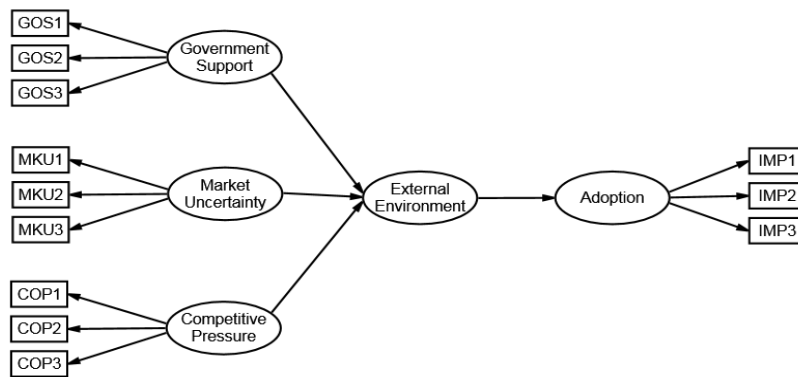 GOS1
GOS2
GOS3
Government
Support
MKU1
MKU2
MKU3
Market
Uncertainty
COP1
COP2
COP3
Competitive
Pressure
External
Environment
Adoption
IMP1
IMP2
IMP3